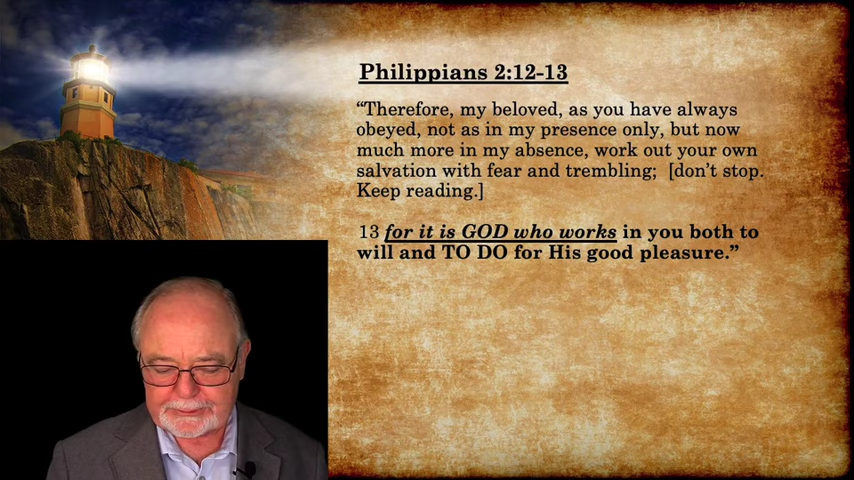 Philippians 2:12-13
“Therefore, my beloved, as you have always
obeyed, not as in my presence only, but now
much more in my absence, work out your own
salvation with fear and trembling;  [don’t stop.
Keep reading.]
13 for it is GOD who works in you both to
will and TO DO for His good pleasure.”